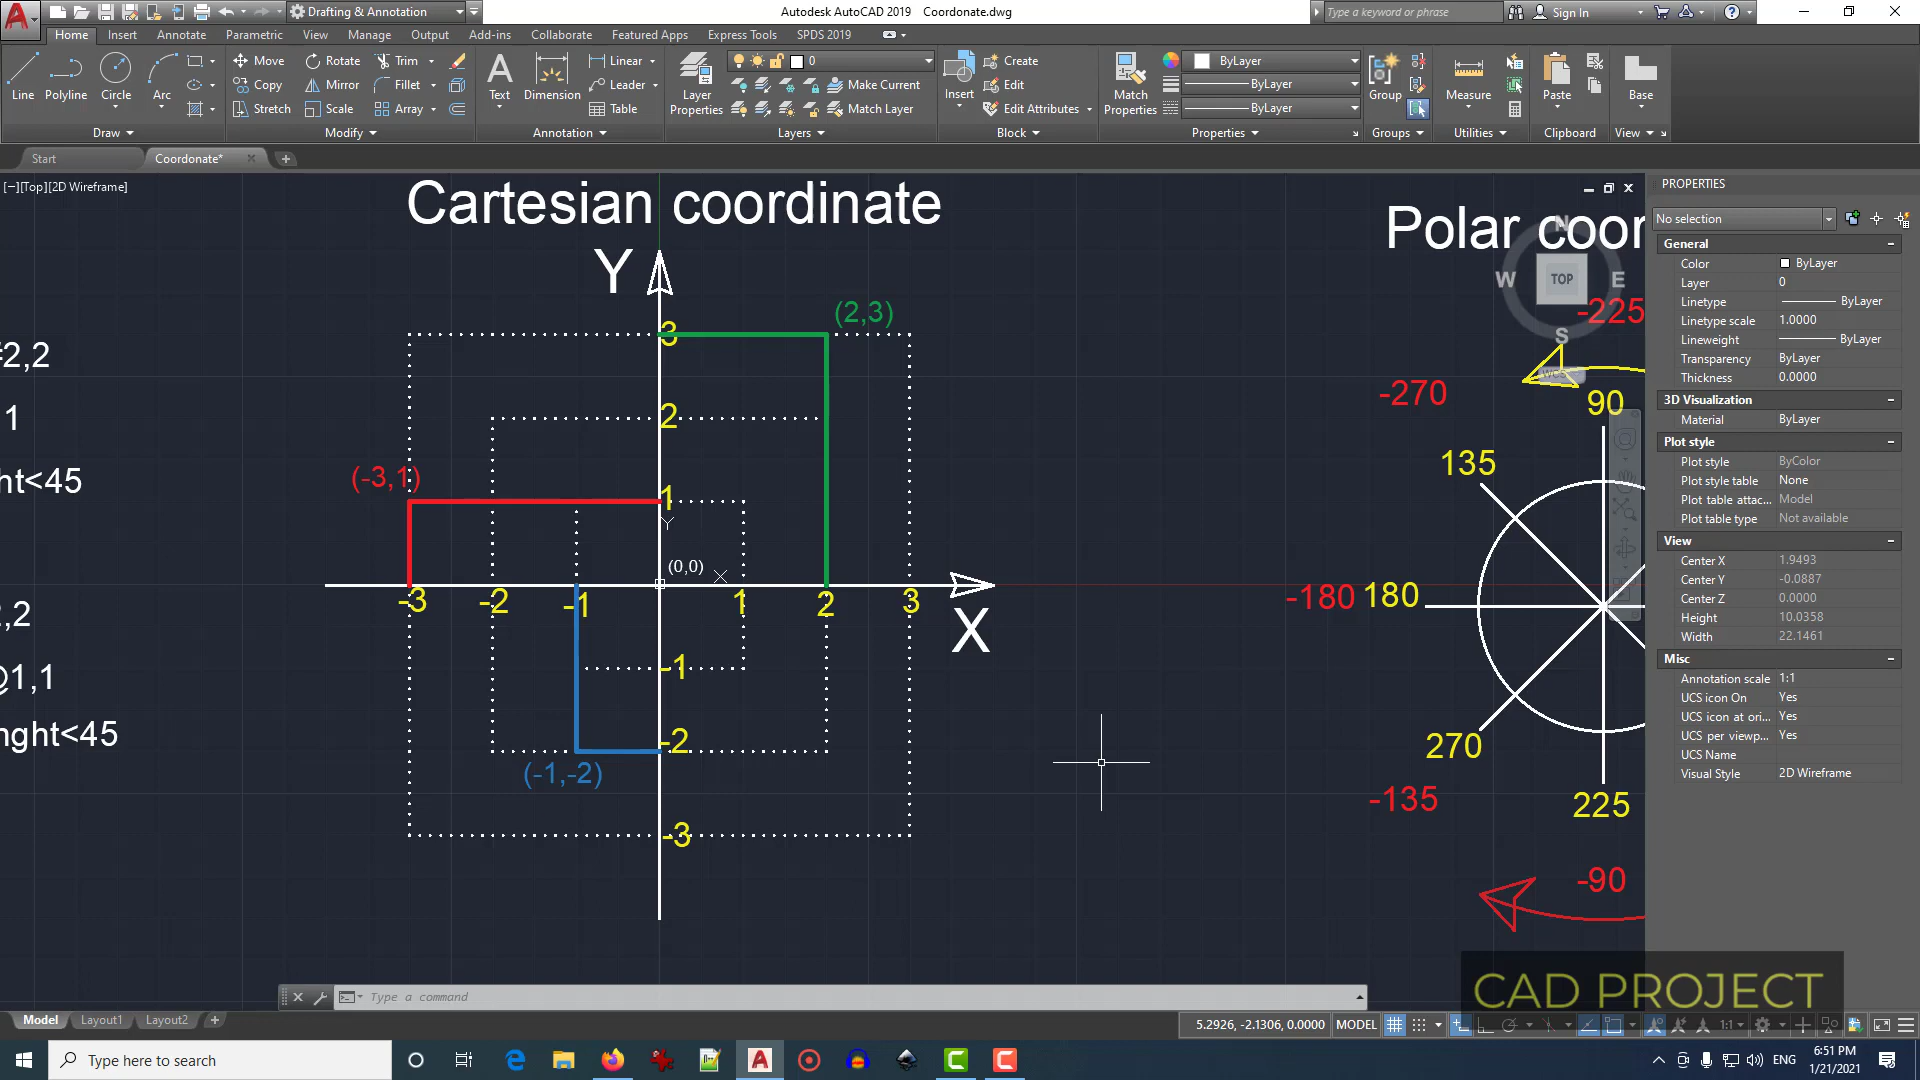 Drafting & Annotation
Autodesk AutoCAD 2019 Coordonate.dwg
Type a keyword or phrase
Sign In
Home Insert Annotate Parametric View Manage Output Add-ins Collaborate Featured Apps Express Tools SPDS 2019
Line Polyline Circle Arc
Move Rotate Trim
Copy Mirror Fillet
Stretch Scale Array
Text Dimension
Linear
Leader
Table
Layer Properties
0
Make Current
Match Layer
Insert
Create
Edit
Edit Attributes
Match Properties
ByLayer
ByLayer
ByLayer
Group
Measure
Paste
Base
Draw Modify Annotation Layers Block Properties Groups Utilities Clipboard View
Start Coordonate*
[−][Top][2D Wireframe]
Cartesian coordinate
Y
(2,3)
3
2
(-3,1)
1
Y
(0,0)
X
-3 -2 -1 1 2 3
X
-1
-2
(-1,-2)
-3
2,2
1
ht<45
2,2
@1,1
nght<45
Polar coor
N
W TOP E
S
WCS
-225
-270
90
135
-180 180
270
-135
225
-90
PROPERTIES
No selection
General
Color ByLayer
Layer 0
Linetype ByLayer
Linetype scale 1.0000
Lineweight ByLayer
Transparency ByLayer
Thickness 0.0000
3D Visualization
Material ByLayer
Plot style
Plot style ByColor
Plot style table None
Plot table attac... Model
Plot table type Not available
View
Center X 1.9493
Center Y -0.0887
Center Z 0.0000
Height 10.0358
Width 22.1461
Misc
Annotation scale 1:1
UCS icon On Yes
UCS icon at ori... Yes
UCS per viewp... Yes
UCS Name
Visual Style 2D Wireframe
CAD PROJECT
Type a command
Model Layout1 Layout2
5.2926, -2.1306, 0.0000 MODEL
1:1
Type here to search
ENG
6:51 PM
1/21/2021